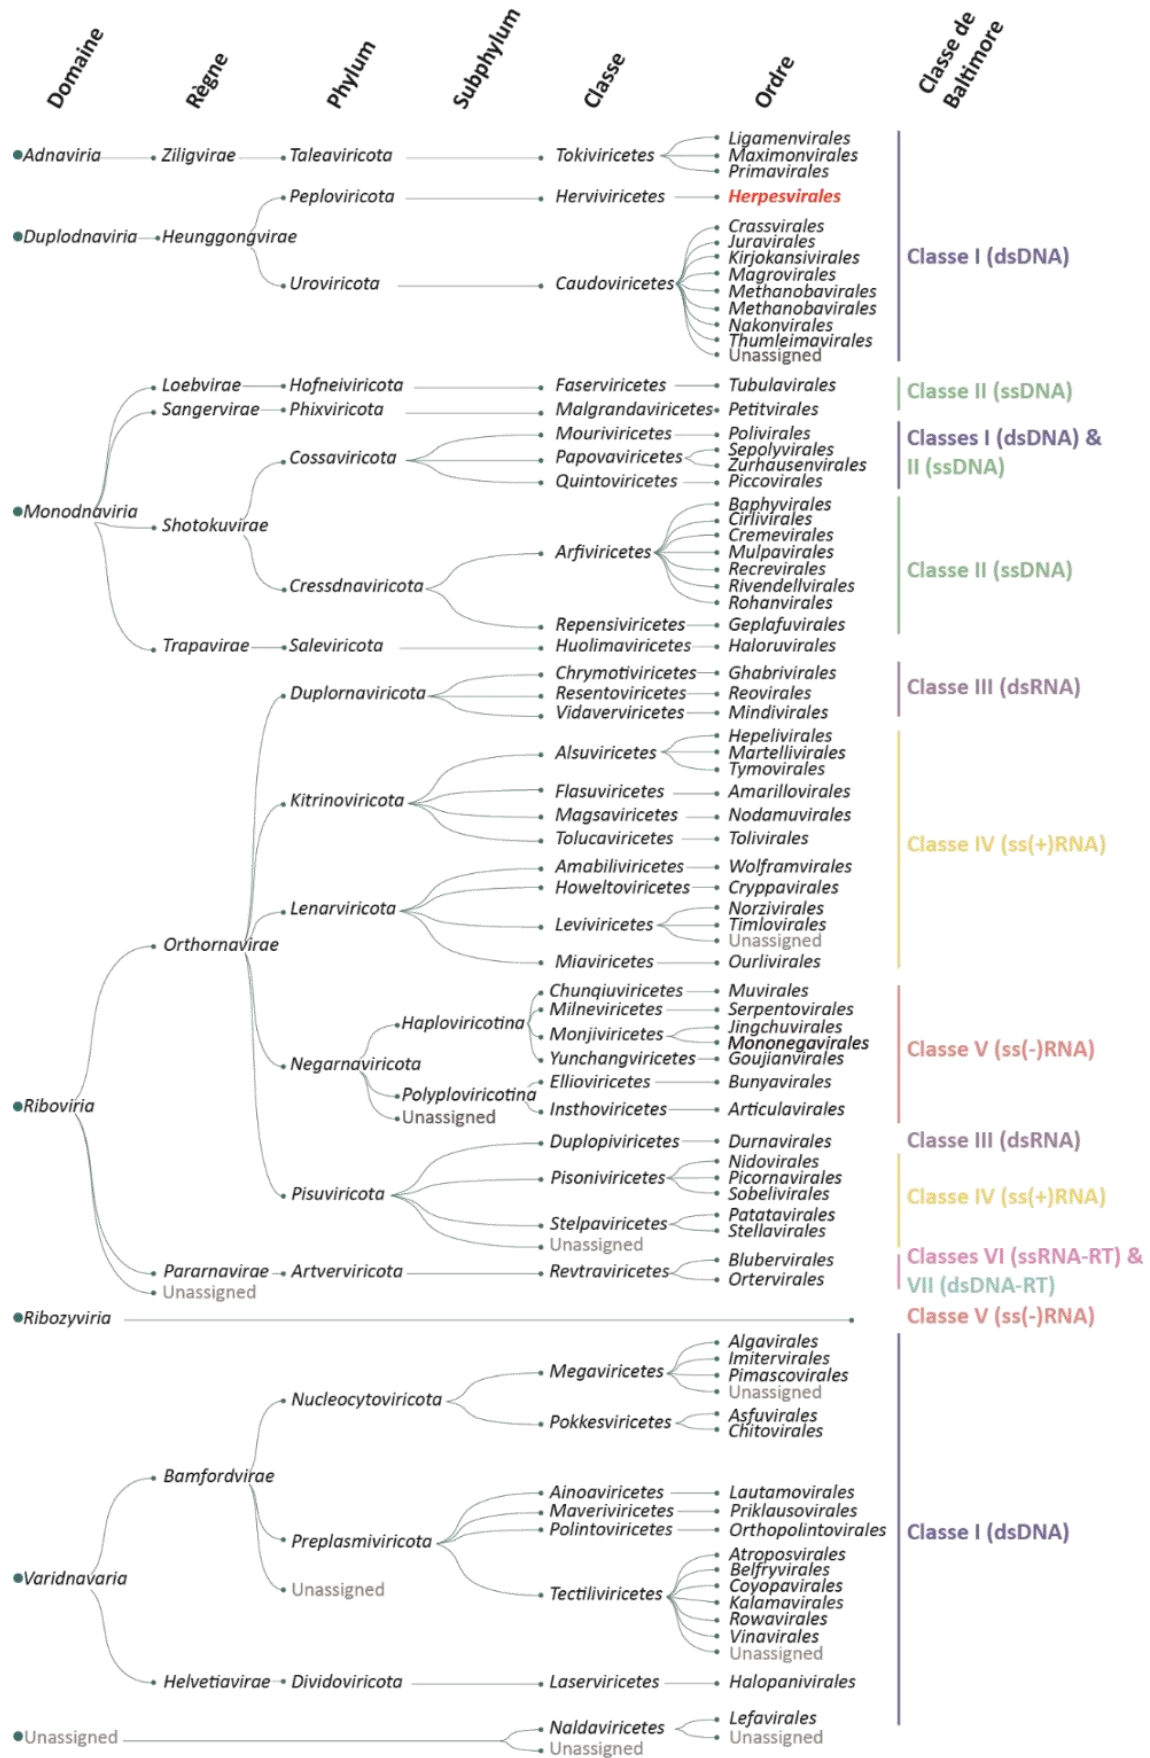 Domaine
Règne
Phylum
Subphylum
Classe
Ordre
Classe de
Baltimore
Adnaviria Ziligvirae Taleaviricota Tokiviricetes Ligamenvirales
Maximonvirales
Primavirales
Peploviricota Herviviricetes Herpesvirales
Duplodnaviria Heunggongvirae
Uroviricota Caudoviricetes
Crassvirales
Juravirales
Kirjokansivirales
Magrovirales
Methanobavirales
Methanobavirales
Nakonvirales
Thumleimavirales
Unassigned
Classe I (dsDNA)
Monodnaviria
Loebvirae Hofneiviricota Faserviricetes Tubulavirales
Sangervirae Phixviricota Malgrandaviricetes Petitvirales
Classe II (ssDNA)
Shotokuvirae
Cossaviricota
Mouriviricetes Polivirales
Papovaviricetes Sepolyvirales
Zurhausenvirales
Quintoviricetes Piccovirales
Classes I (dsDNA) &
II (ssDNA)
Cressdnaviricota
Arfiviricetes
Baphyvirales
Cirlivirales
Cremevirales
Mulpavirales
Recrevirales
Rivendellvirales
Rohanvirales
Repensiviricetes Geplafuvirales
Trapavirae Saleviricota Huolimaviricetes Haloruvirales
Classe II (ssDNA)
Riboviria
Orthornavirae
Duplornaviricota
Chrymotiviricetes Ghabrivirales
Resentoviricetes Reovirales
Vidaverviricetes Mindivirales
Classe III (dsRNA)
Kitrinoviricota
Alsuviricetes
Hepelivirales
Martellivirales
Tymovirales
Flasuviricetes Amarillovirales
Magsaviricetes Nodamuvirales
Tolucaviricetes Tolivirales
Lenarviricota
Amabiliviricetes Wolframvirales
Howeltoviricetes Cryppavirales
Leviviricetes
Norzivirales
Timlovirales
Unassigned
Miaviricetes Ourlivirales
Classe IV (ss(+)RNA)
Negarnaviricota
Haploviricotina
Chunqiuviricetes Muvirales
Milneviricetes Serpentovirales
Monjiviricetes Jingchuvirales
Mononegavirales
Yunchangviricetes Goujianvirales
Polyploviricotina
Ellioviricetes Bunyavirales
Insthoviricetes Articulavirales
Unassigned
Classe V (ss(-)RNA)
Pisuviricota
Duplopiviricetes Durnavirales
Classe III (dsRNA)
Pisoniviricetes
Nidovirales
Picornavirales
Sobelivirales
Stelpaviricetes Patatavirales
Stellavirales
Unassigned
Classe IV (ss(+)RNA)
Pararnavirae Artverviricota Revtraviricetes Blubervirales
Ortervirales
Unassigned
Classes VI (ssRNA-RT) &
VII (dsDNA-RT)
Ribozyviria
Classe V (ss(-)RNA)
Varidnavaria
Bamfordvirae
Nucleocytoviricota
Megaviricetes
Algavirales
Imitervirales
Pimascovirales
Unassigned
Pokkesviricetes Asfuvirales
Chitovirales
Preplasmiviricota
Ainoaviricetes Lautamovirales
Maveriviricetes Priklausovirales
Polintoviricetes Orthopolintovirales
Tectiliviricetes
Atroposvirales
Belfryvirales
Coyopavirales
Kalamavirales
Rowavirales
Vinavirales
Unassigned
Unassigned
Helvetiavirae Dividoviricota Laserviricetes Halopanivirales
Classe I (dsDNA)
Unassigned
Naldaviricetes Lefavirales
Unassigned
Unassigned